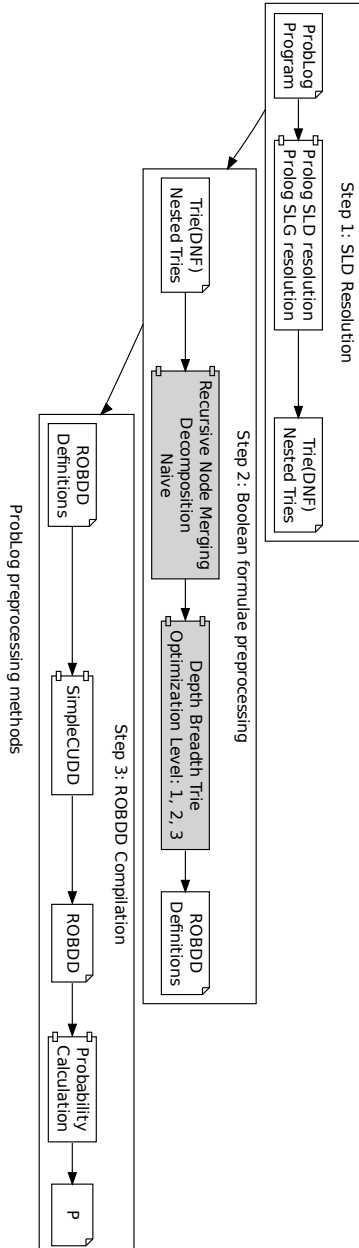 Step 1: SLD Resolution
ProbLog
Program
Prolog SLD resolution
Prolog SLG resolution
Trie(DNF)
Nested Tries
Step 2: Boolean formulae preprocessing
Trie(DNF)
Nested Tries
Recursive Node Merging
Decomposition
Naive
Depth Breadth Trie
Optimization Level: 1, 2, 3
ROBDD
Definitions
Step 3: ROBDD Compilation
ROBDD
Definitions
SimpleCUDD
ROBDD
Probability
Calculation
P
ProbLog preprocessing methods